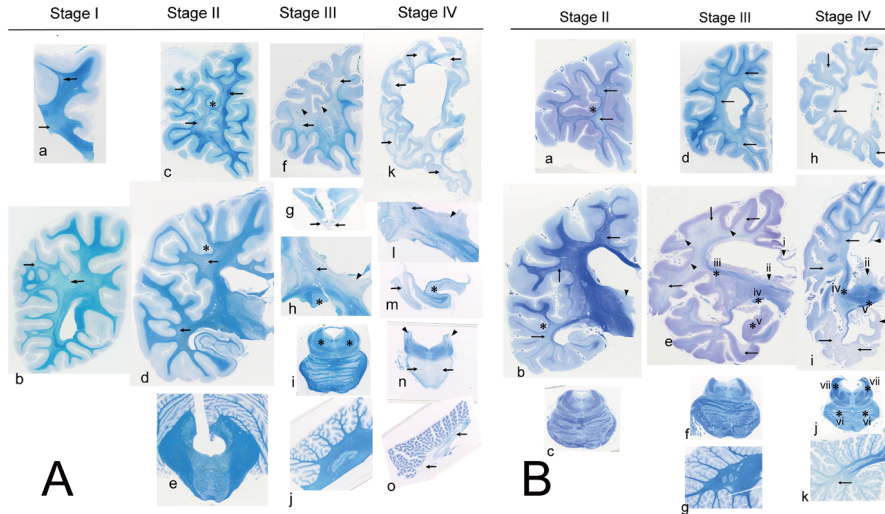 Stage I Stage II Stage III Stage IV
a
c
*
f
k
g
b
d
*
h
*
l
m
*
i
* *
n
e
j
o
A
Stage II Stage III Stage IV
a
*
d
h
b
*
e
i
ii
iii
*
iv
*
v
*
i
ii
iv
*
v
*
c
f
j
vii vii
* *
* *
vi vi
g
k
B